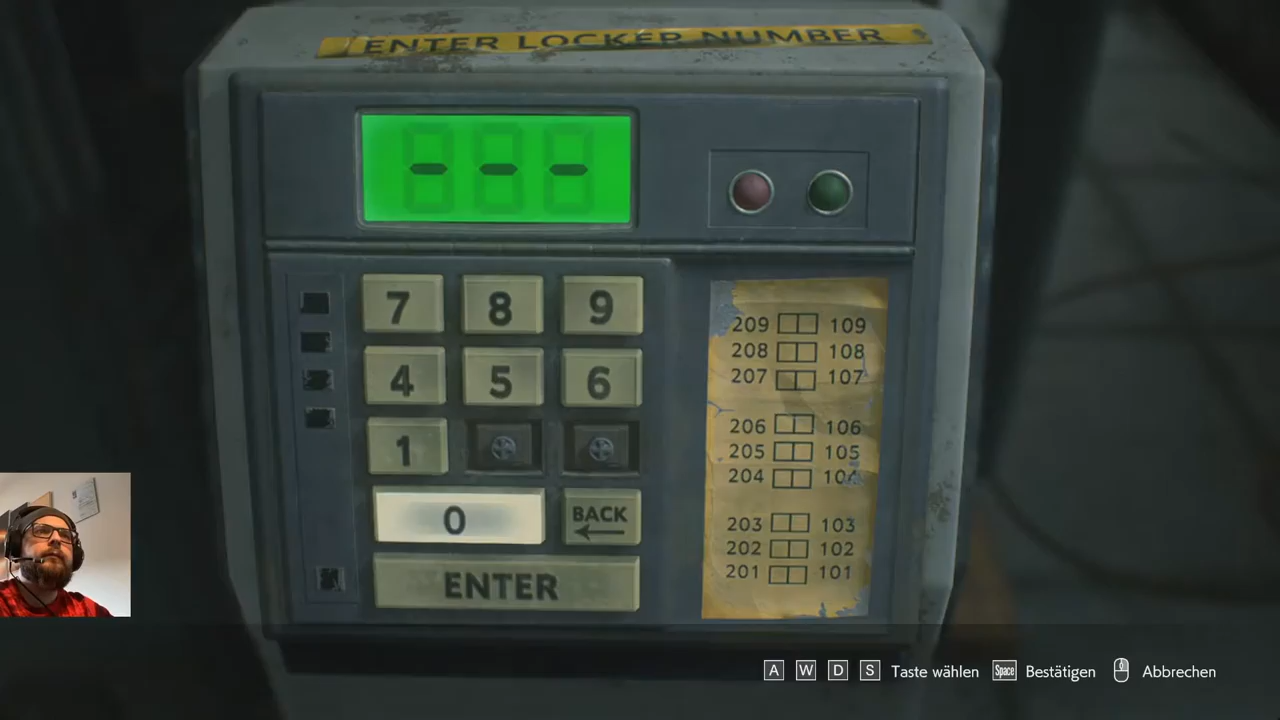 ENTER LOCKER NUMBER
7 8 9
4 5 6
1
0 BACK
ENTER
209 109
208 108
207 107
206 106
205 105
204 104
203 103
202 102
201 101
A W D S Taste wählen Space Bestätigen Abbrechen